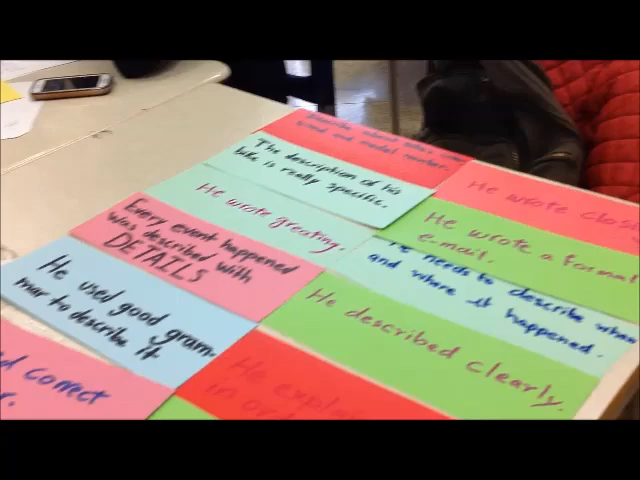 The description of his
bike is really specific.
He wrote greeting.
Every event happened
was described with
DETAILS
He used good gram-
mar to describe it
correct
He wrote
He wrote a formal
e-mail.
needs to describe when
and where it happened.
He described clearly.
He
in